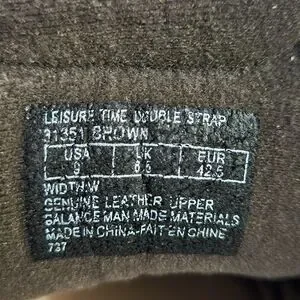 LEISURE TIME DOUBLE STRAP
31351 BROWN
USA UK EUR
9 8.5 42.5
WIDTH:W
GENUINE LEATHER UPPER
BALANCE MAN MADE MATERIALS
MADE IN CHINA-FAIT EN CHINE
737